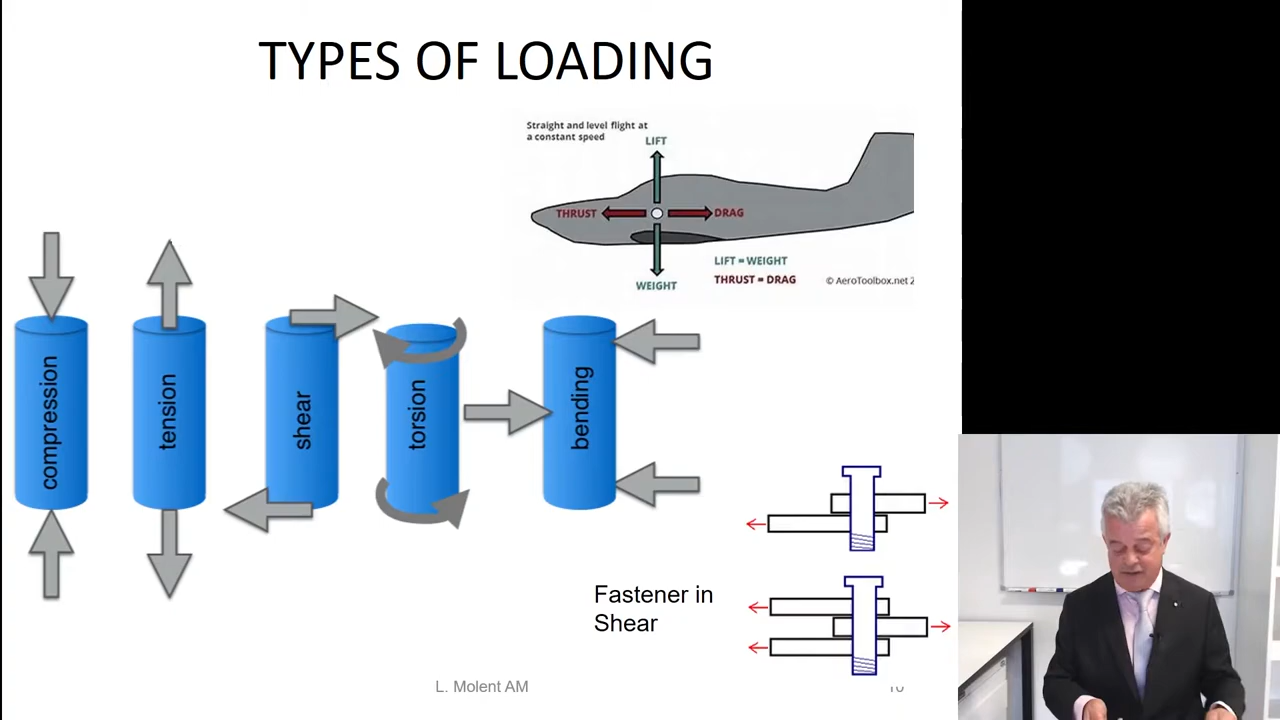 TYPES OF LOADING
Straight and level flight at
a constant speed
LIFT
THRUST
DRAG
WEIGHT
LIFT = WEIGHT
THRUST = DRAG
© AeroToolbox.net 2
compression
tension
shear
torsion
bending
Fastener in
Shear
L. Molent AM
10